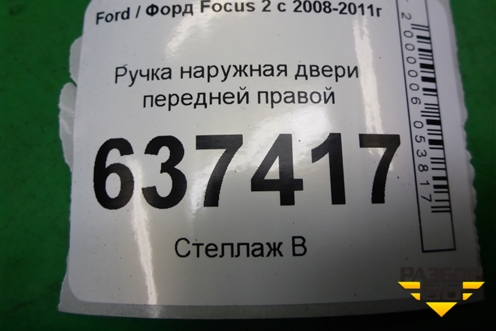 Ford / Форд Focus 2 с 2008-2011г
Ручка наружная двери
передней правой
637417
Стеллаж В
2000006053817